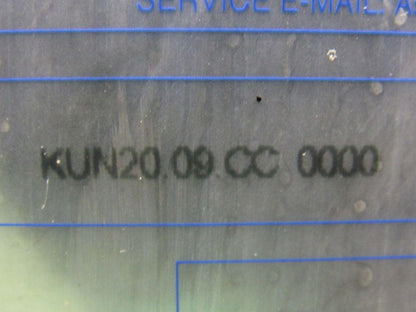 SERVICE E-MAIL: A
KUN20.09.CC 0000